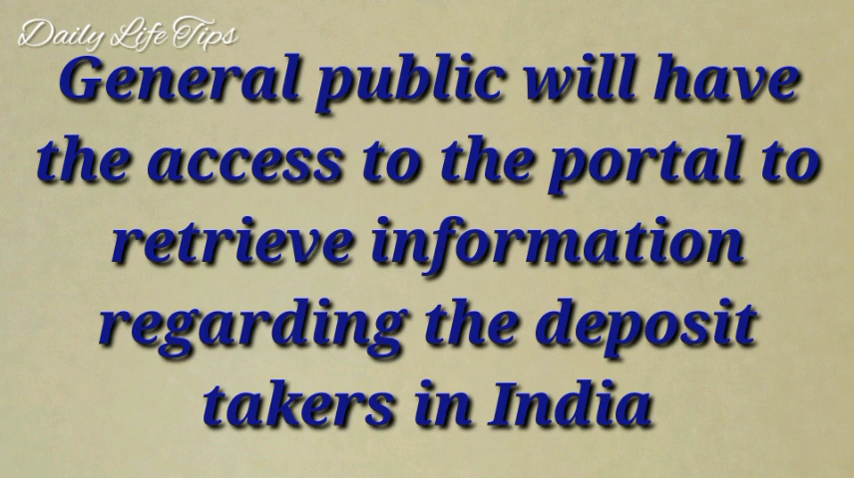 Daily Life Tips
General public will have
the access to the portal to
retrieve information
regarding the deposit
takers in India